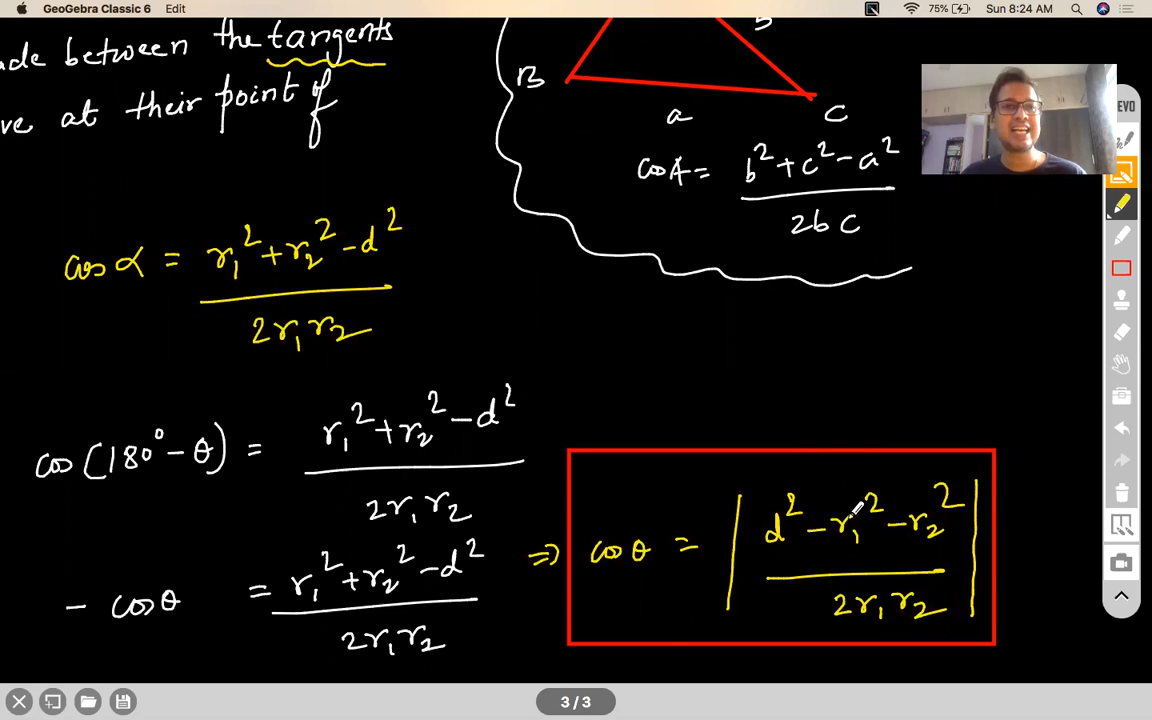 GeoGebra Classic 6 Edit 75% Sun 8:24 AM
ade between the tangents
ve at their point of
B
a
C
cos A = b² + c² - a² / 2bc
cos α = r₁² + r₂² - d² / 2r₁r₂
cos (180° - θ) = r₁² + r₂² - d² / 2r₁r₂
- cos θ = r₁² + r₂² - d² / 2r₁r₂
⇒ cos θ = | d² - r₁² - r₂² / 2r₁r₂ |
EVO
3 / 3